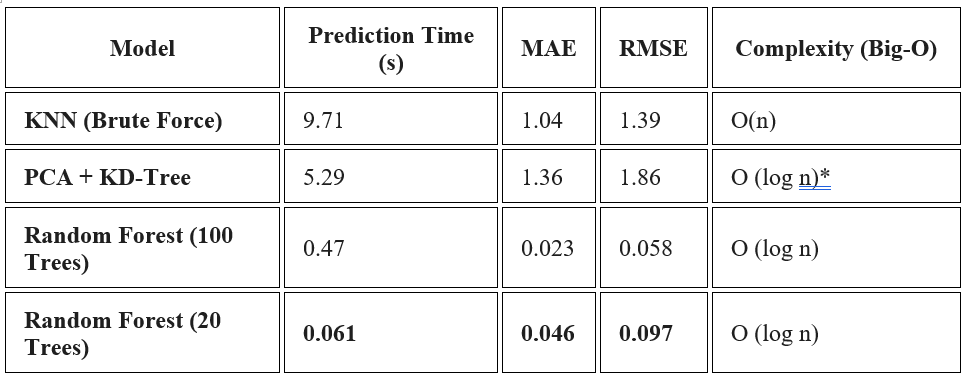 Model Prediction Time (s) MAE RMSE Complexity (Big-O)
KNN (Brute Force) 9.71 1.04 1.39 O(n)
PCA + KD-Tree 5.29 1.36 1.86 O (log n)*
Random Forest (100 Trees) 0.47 0.023 0.058 O (log n)
Random Forest (20 Trees) 0.061 0.046 0.097 O (log n)